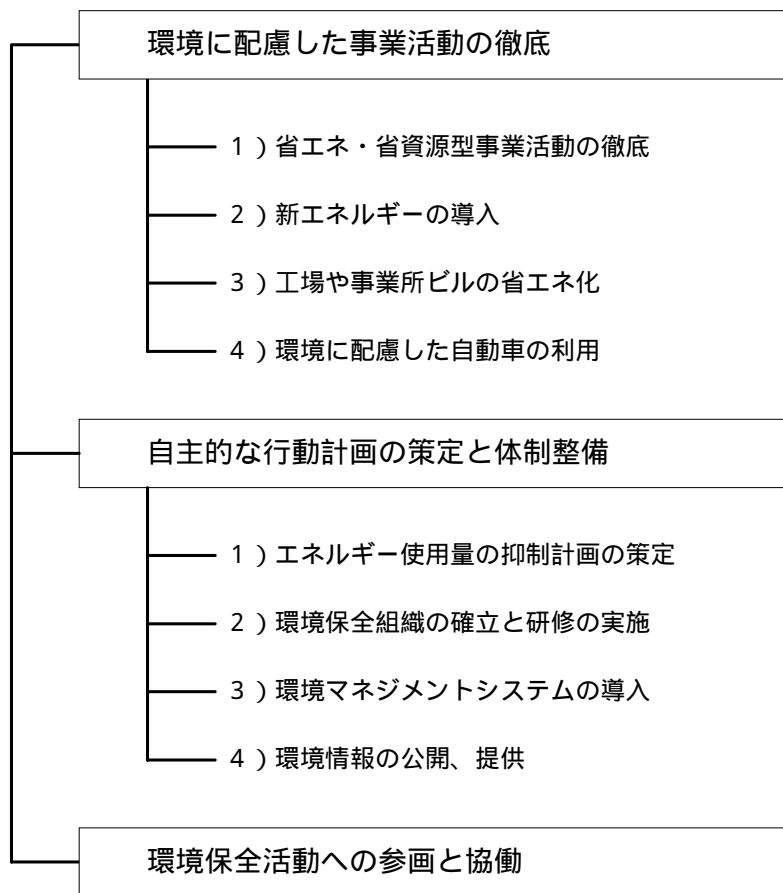 環境に配慮した事業活動の徹底
1)省エネ・省資源型事業活動の徹底
2)新エネルギーの導入
3)工場や事業所ビルの省エネ化
4)環境に配慮した自動車の利用
自主的な行動計画の策定と体制整備
1)エネルギー使用量の抑制計画の策定
2)環境保全組織の確立と研修の実施
3)環境マネジメントシステムの導入
4)環境情報の公開、提供
環境保全活動への参画と協働